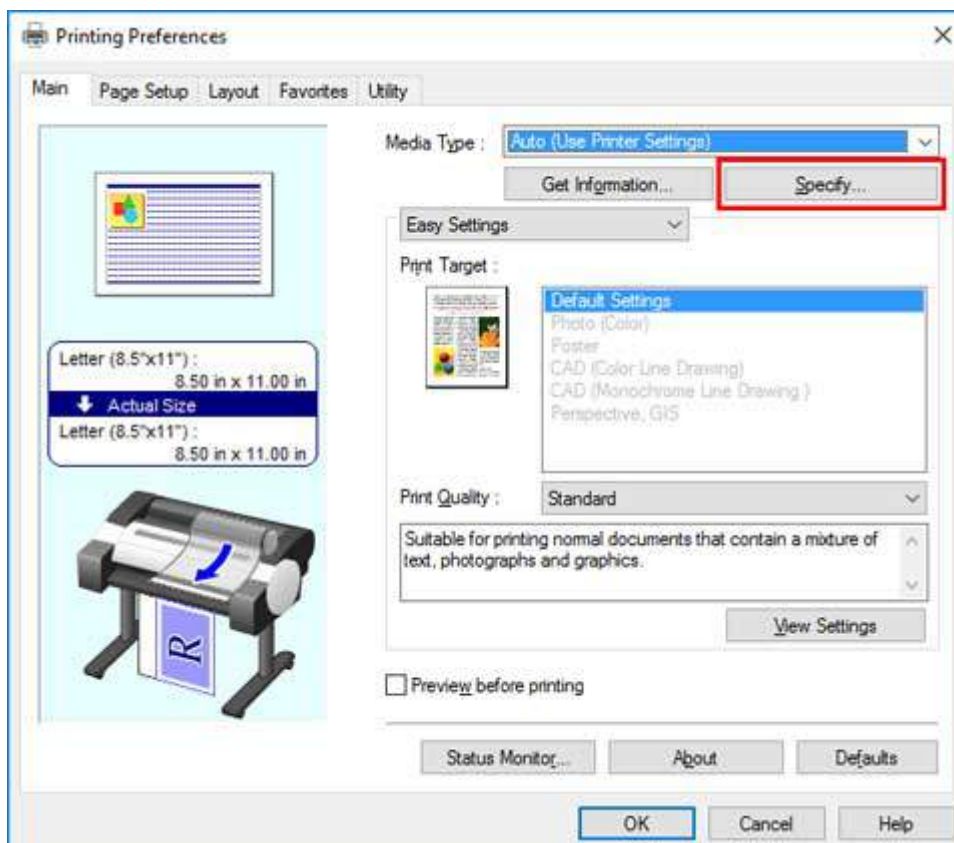 Printing Preferences
Main Page Setup Layout Favorites Utility
Media Type : Auto (Use Printer Settings)
Get Information... Specify...
Easy Settings
Print Target :
Default Settings
Photo (Color)
Poster
CAD (Color Line Drawing)
CAD (Monochrome Line Drawing )
Perspective, GIS
Letter (8.5"x11") :
8.50 in x 11.00 in
Actual Size
Letter (8.5"x11") :
8.50 in x 11.00 in
R
Print Quality : Standard
Suitable for printing normal documents that contain a mixture of
text, photographs and graphics.
View Settings
Preview before printing
Status Monitor... About Defaults
OK Cancel Help